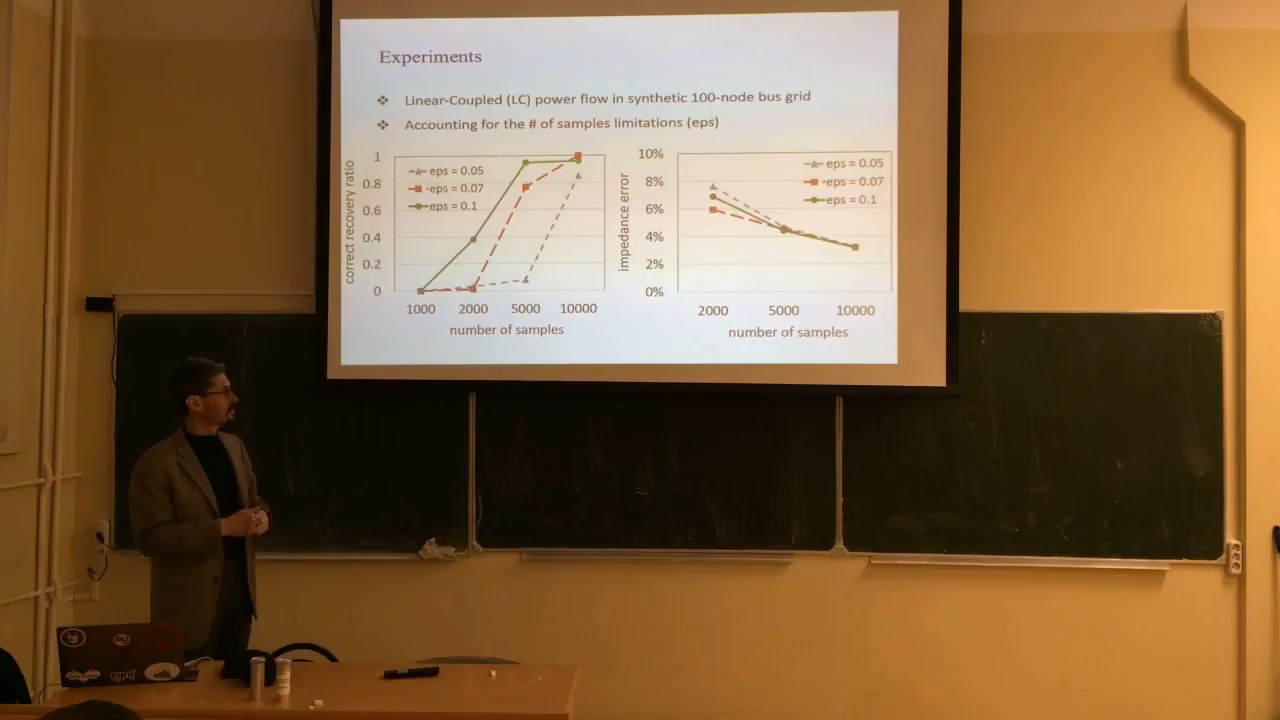 Experiments
❖ Linear-Coupled (LC) power flow in synthetic 100-node bus grid
❖ Accounting for the # of samples limitations (eps)
correct recovery ratio
1
0.8
0.6
0.4
0.2
0
eps = 0.05
eps = 0.07
eps = 0.1
1000 2000 5000 10000
number of samples
impedance error
10%
8%
6%
4%
2%
0%
eps = 0.05
eps = 0.07
eps = 0.1
2000 5000 10000
number of samples